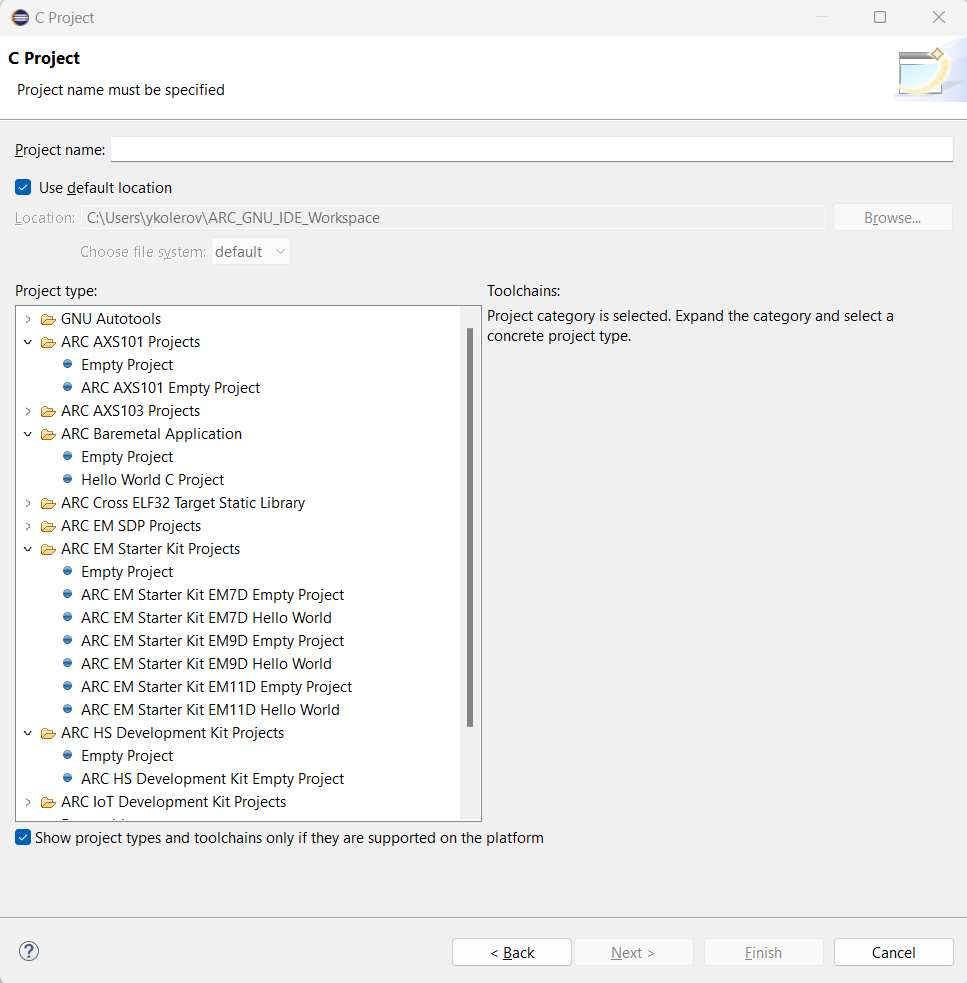 C Project
C Project
Project name must be specified
Project name:
Use default location
Location: C:\Users\ykolerov\ARC_GNU_IDE_Workspace Browse...
Choose file system: default
Project type: Toolchains:
GNU Autotools
Project category is selected. Expand the category and select a
concrete project type.
ARC AXS101 Projects
Empty Project
ARC AXS101 Empty Project
ARC AXS103 Projects
ARC Baremetal Application
Empty Project
Hello World C Project
ARC Cross ELF32 Target Static Library
ARC EM SDP Projects
ARC EM Starter Kit Projects
Empty Project
ARC EM Starter Kit EM7D Empty Project
ARC EM Starter Kit EM7D Hello World
ARC EM Starter Kit EM9D Empty Project
ARC EM Starter Kit EM9D Hello World
ARC EM Starter Kit EM11D Empty Project
ARC EM Starter Kit EM11D Hello World
ARC HS Development Kit Projects
Empty Project
ARC HS Development Kit Empty Project
ARC IoT Development Kit Projects
Show project types and toolchains only if they are supported on the platform
? < Back Next > Finish Cancel